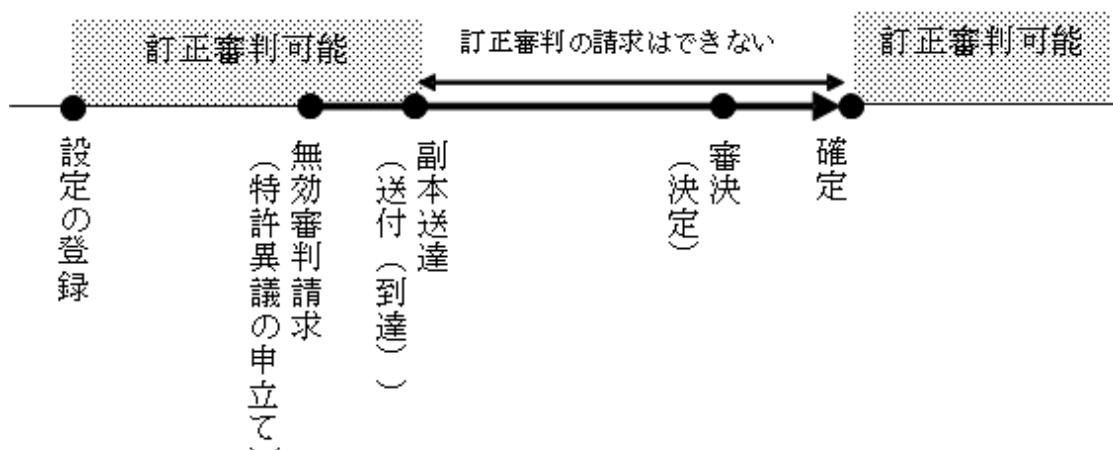 訂正審判可能
訂正審判の請求はできない
訂正審判可能
設定の登録
無効審判請求
（特許異議の申立て）
副本送達
（送付（到達））
審決
（決定）
確定